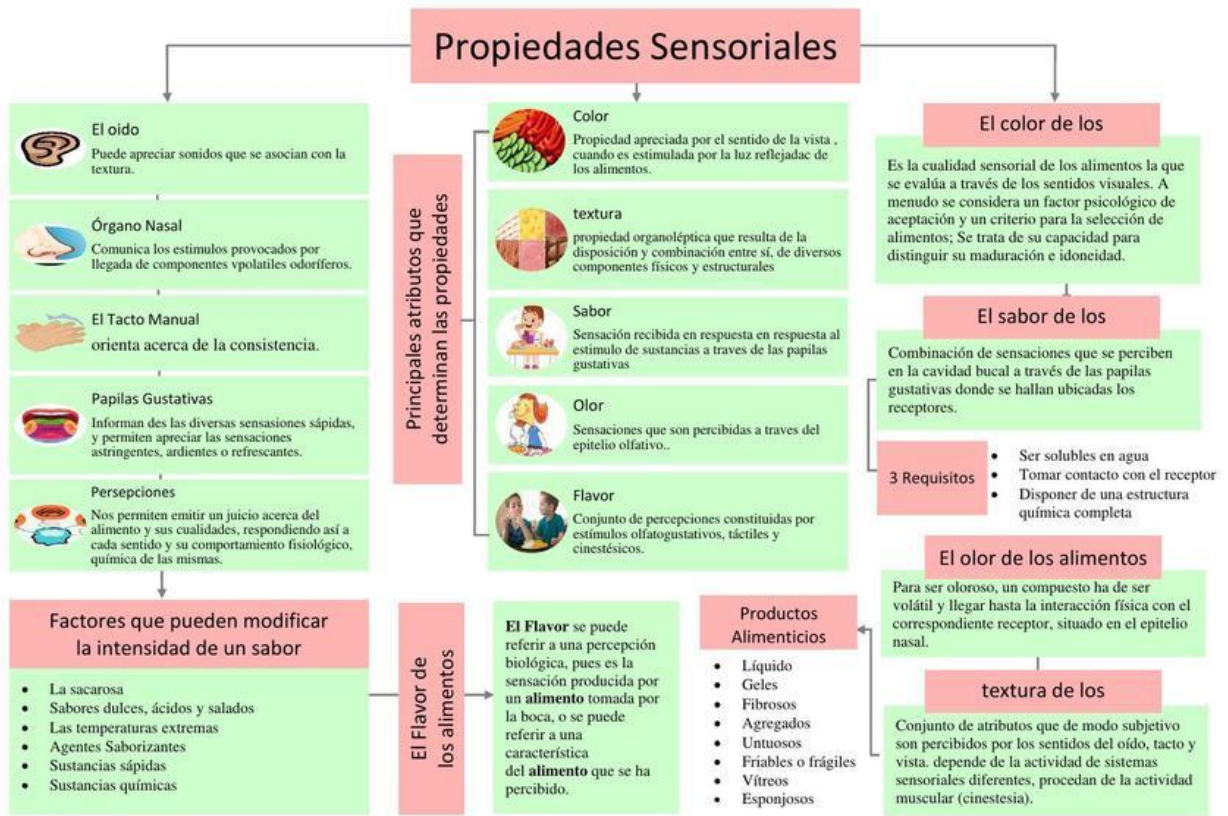 Propiedades Sensoriales
El oido
Puede apreciar sonidos que se asocian con la
textura.
Órgano Nasal
Comunica los estimulos provocados por
llegada de componentes vpolatiles odoríferos.
El Tacto Manual
orienta acerca de la consistencia.
Papilas Gustativas
Informan des las diversas sensasiones sápidas,
y permiten apreciar las sensaciones
astringentes, ardientes o refrescantes.
Persepciones
Nos permiten emitir un juicio acerca del
alimento y sus cualidades, respondiendo así a
cada sentido y su comportamiento fisiológico,
química de las mismas.
Factores que pueden modificar
la intensidad de un sabor
• La sacarosa
• Sabores dulces, ácidos y salados
• Las temperaturas extremas
• Agentes Saborizantes
• Sustancias sápidas
• Sustancias químicas
Principales atributos que
determinan las propiedades
Color
Propiedad apreciada por el sentido de la vista ,
cuando es estimulada por la luz reflejadac de
los alimentos.
textura
propiedad organoléptica que resulta de la
disposición y combinación entre sí, de diversos
componentes físicos y estructurales
Sabor
Sensación recibida en respuesta en respuesta al
estimulo de sustancias a traves de las papilas
gustativas
Olor
Sensaciones que son percibidas a traves del
epitelio olfativo..
Flavor
Conjunto de percepciones constituidas por
estímulos olfatogustativos, táctiles y
cinestésicos.
El Flavor de
los alimentos
El Flavor se puede
referir a una percepción
biológica, pues es la
sensación producida por
un alimento tomada por
la boca, o se puede
referir a una
característica
del alimento que se ha
percibido.
El color de los
Es la cualidad sensorial de los alimentos la que
se evalúa a través de los sentidos visuales. A
menudo se considera un factor psicológico de
aceptación y un criterio para la selección de
alimentos; Se trata de su capacidad para
distinguir su maduración e idoneidad.
El sabor de los
Combinación de sensaciones que se perciben
en la cavidad bucal a través de las papilas
gustativas donde se hallan ubicadas los
receptores.
3 Requisitos
• Ser solubles en agua
• Tomar contacto con el receptor
• Disponer de una estructura
química completa
El olor de los alimentos
Para ser oloroso, un compuesto ha de ser
volátil y llegar hasta la interacción física con el
correspondiente receptor, situado en el epitelio
nasal.
textura de los
Conjunto de atributos que de modo subjetivo
son percibidos por los sentidos del oído, tacto y
vista. depende de la actividad de sistemas
sensoriales diferentes, procedan de la actividad
muscular (cinestesia).
Productos
Alimenticios
• Líquido
• Geles
• Fibrosos
• Agregados
• Untuosos
• Friables o frágiles
• Vítreos
• Esponjosos